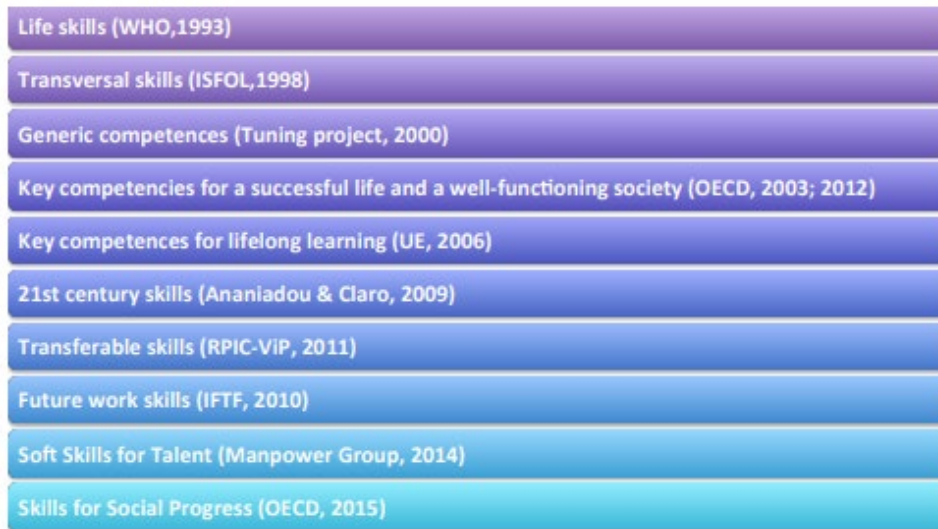 Life skills (WHO,1993)
Transversal skills (ISFOL,1998)
Generic competences (Tuning project, 2000)
Key competencies for a successful life and a well-functioning society (OECD, 2003; 2012)
Key competences for lifelong learning (UE, 2006)
21st century skills (Ananiadou & Claro, 2009)
Transferable skills (RPIC-ViP, 2011)
Future work skills (IFTF, 2010)
Soft Skills for Talent (Manpower Group, 2014)
Skills for Social Progress (OECD, 2015)